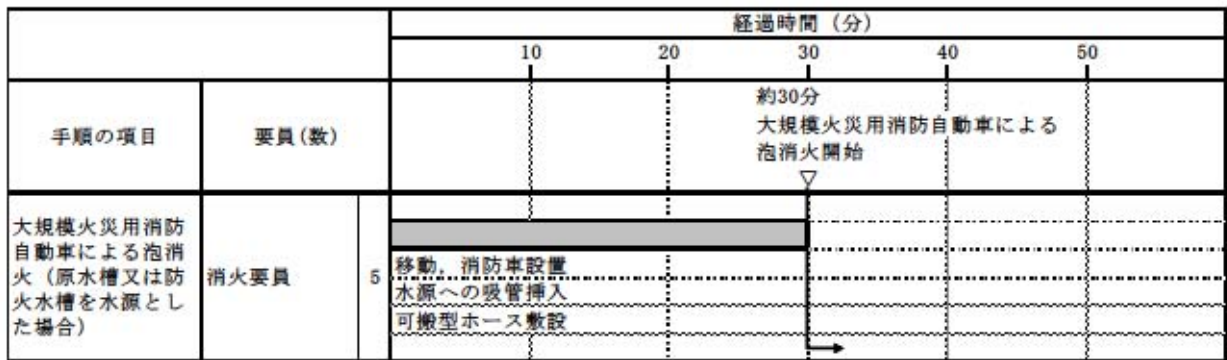 経過時間（分）
10 20 30 40 50
手順の項目 要員(数)
約30分
大規模火災用消防自動車による
泡消火開始
▽
大規模火災用消防
自動車による泡消
火（原水槽又は防
火水槽を水源とし
た場合）
消火要員 5
移動，消防車設置
水源への吸管挿入
可搬型ホース敷設